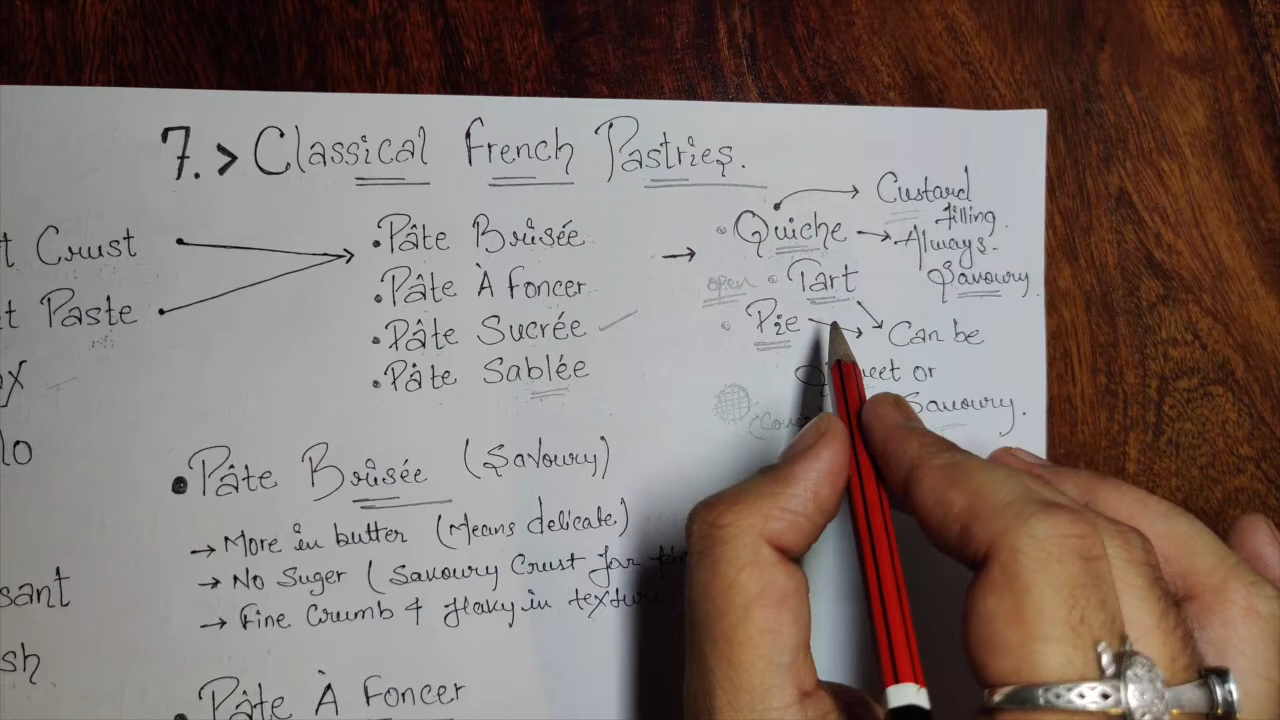 7.> Classical French Pastries.
t Crust
t Paste
lo
sant
sh
• Pâte Brisée
• Pâte À Foncer
• Pâte Sucrée
• Pâte Sablée
→ • Quiche → Custard
filling
→ Always-
Savoury.
open • Tart
• Pie → Can be
Sweet or
Savoury.
• Pâte Brisée (Savoury)
→ More in butter (Means delicate)
→ No Suger (Savoury Crust for
→ Fine Crumb & flaky in texture
• Pâte À Foncer